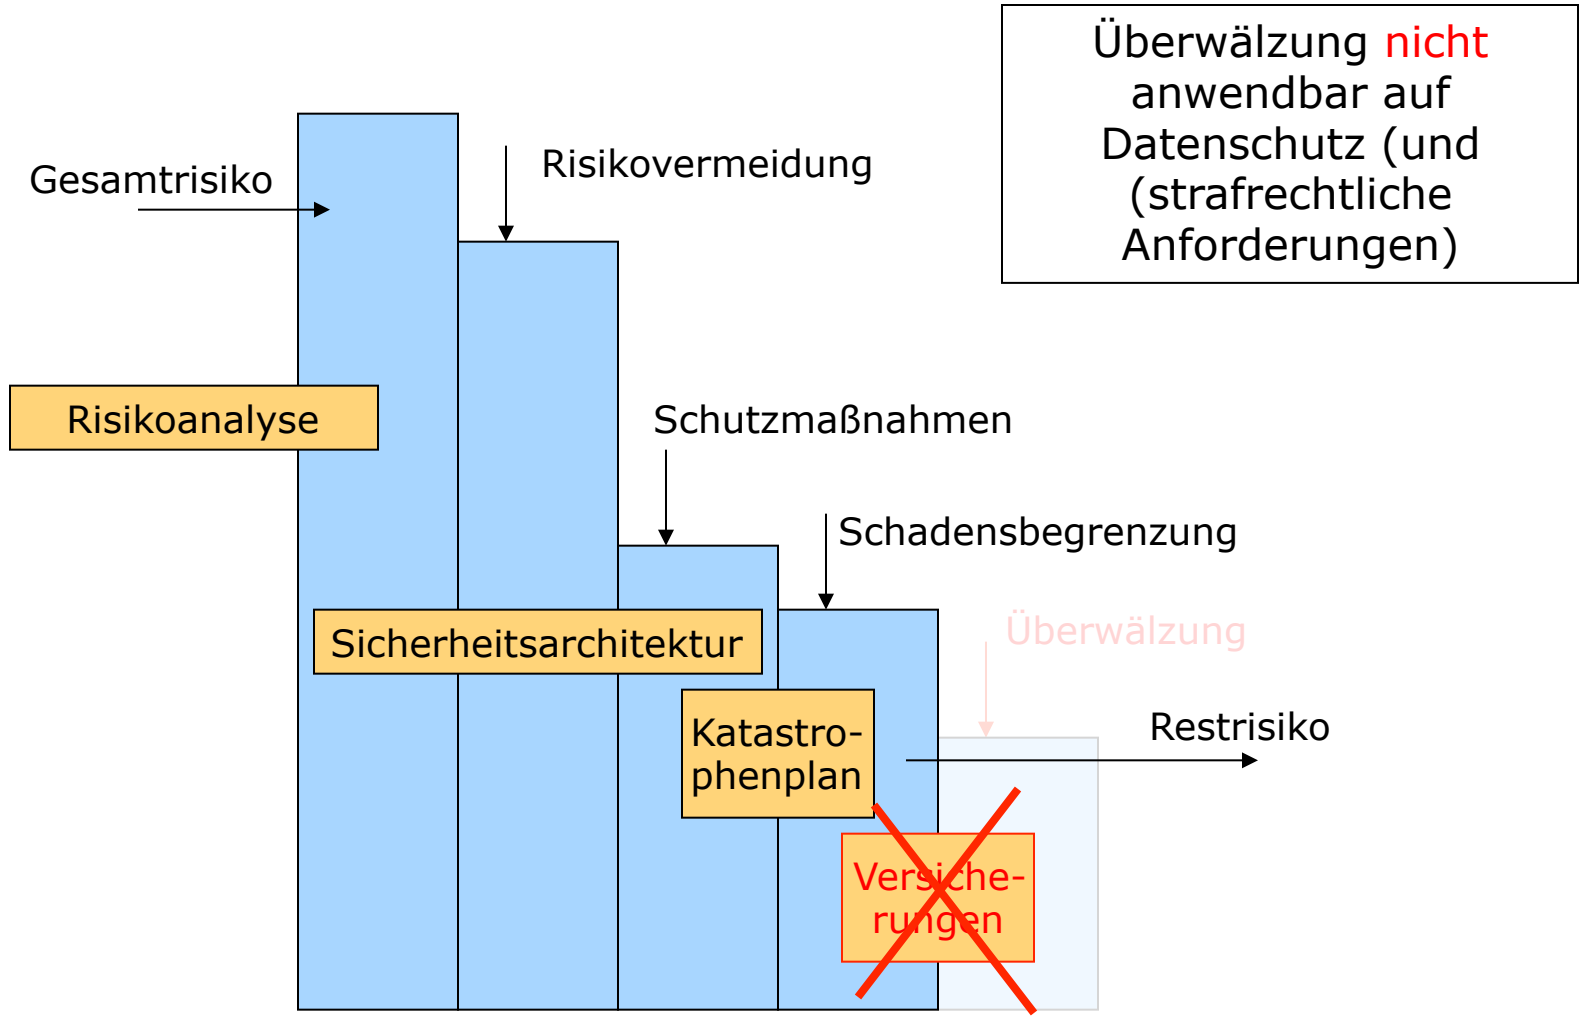 Überwälzung nicht
anwendbar auf
Datenschutz (und
(strafrechtliche
Anforderungen)
Gesamtrisiko
Risikovermeidung
Risikoanalyse
Schutzmaßnahmen
Schadensbegrenzung
Sicherheitsarchitektur
Überwälzung
Katastro-
phenplan
Restrisiko
Versiche-
rungen